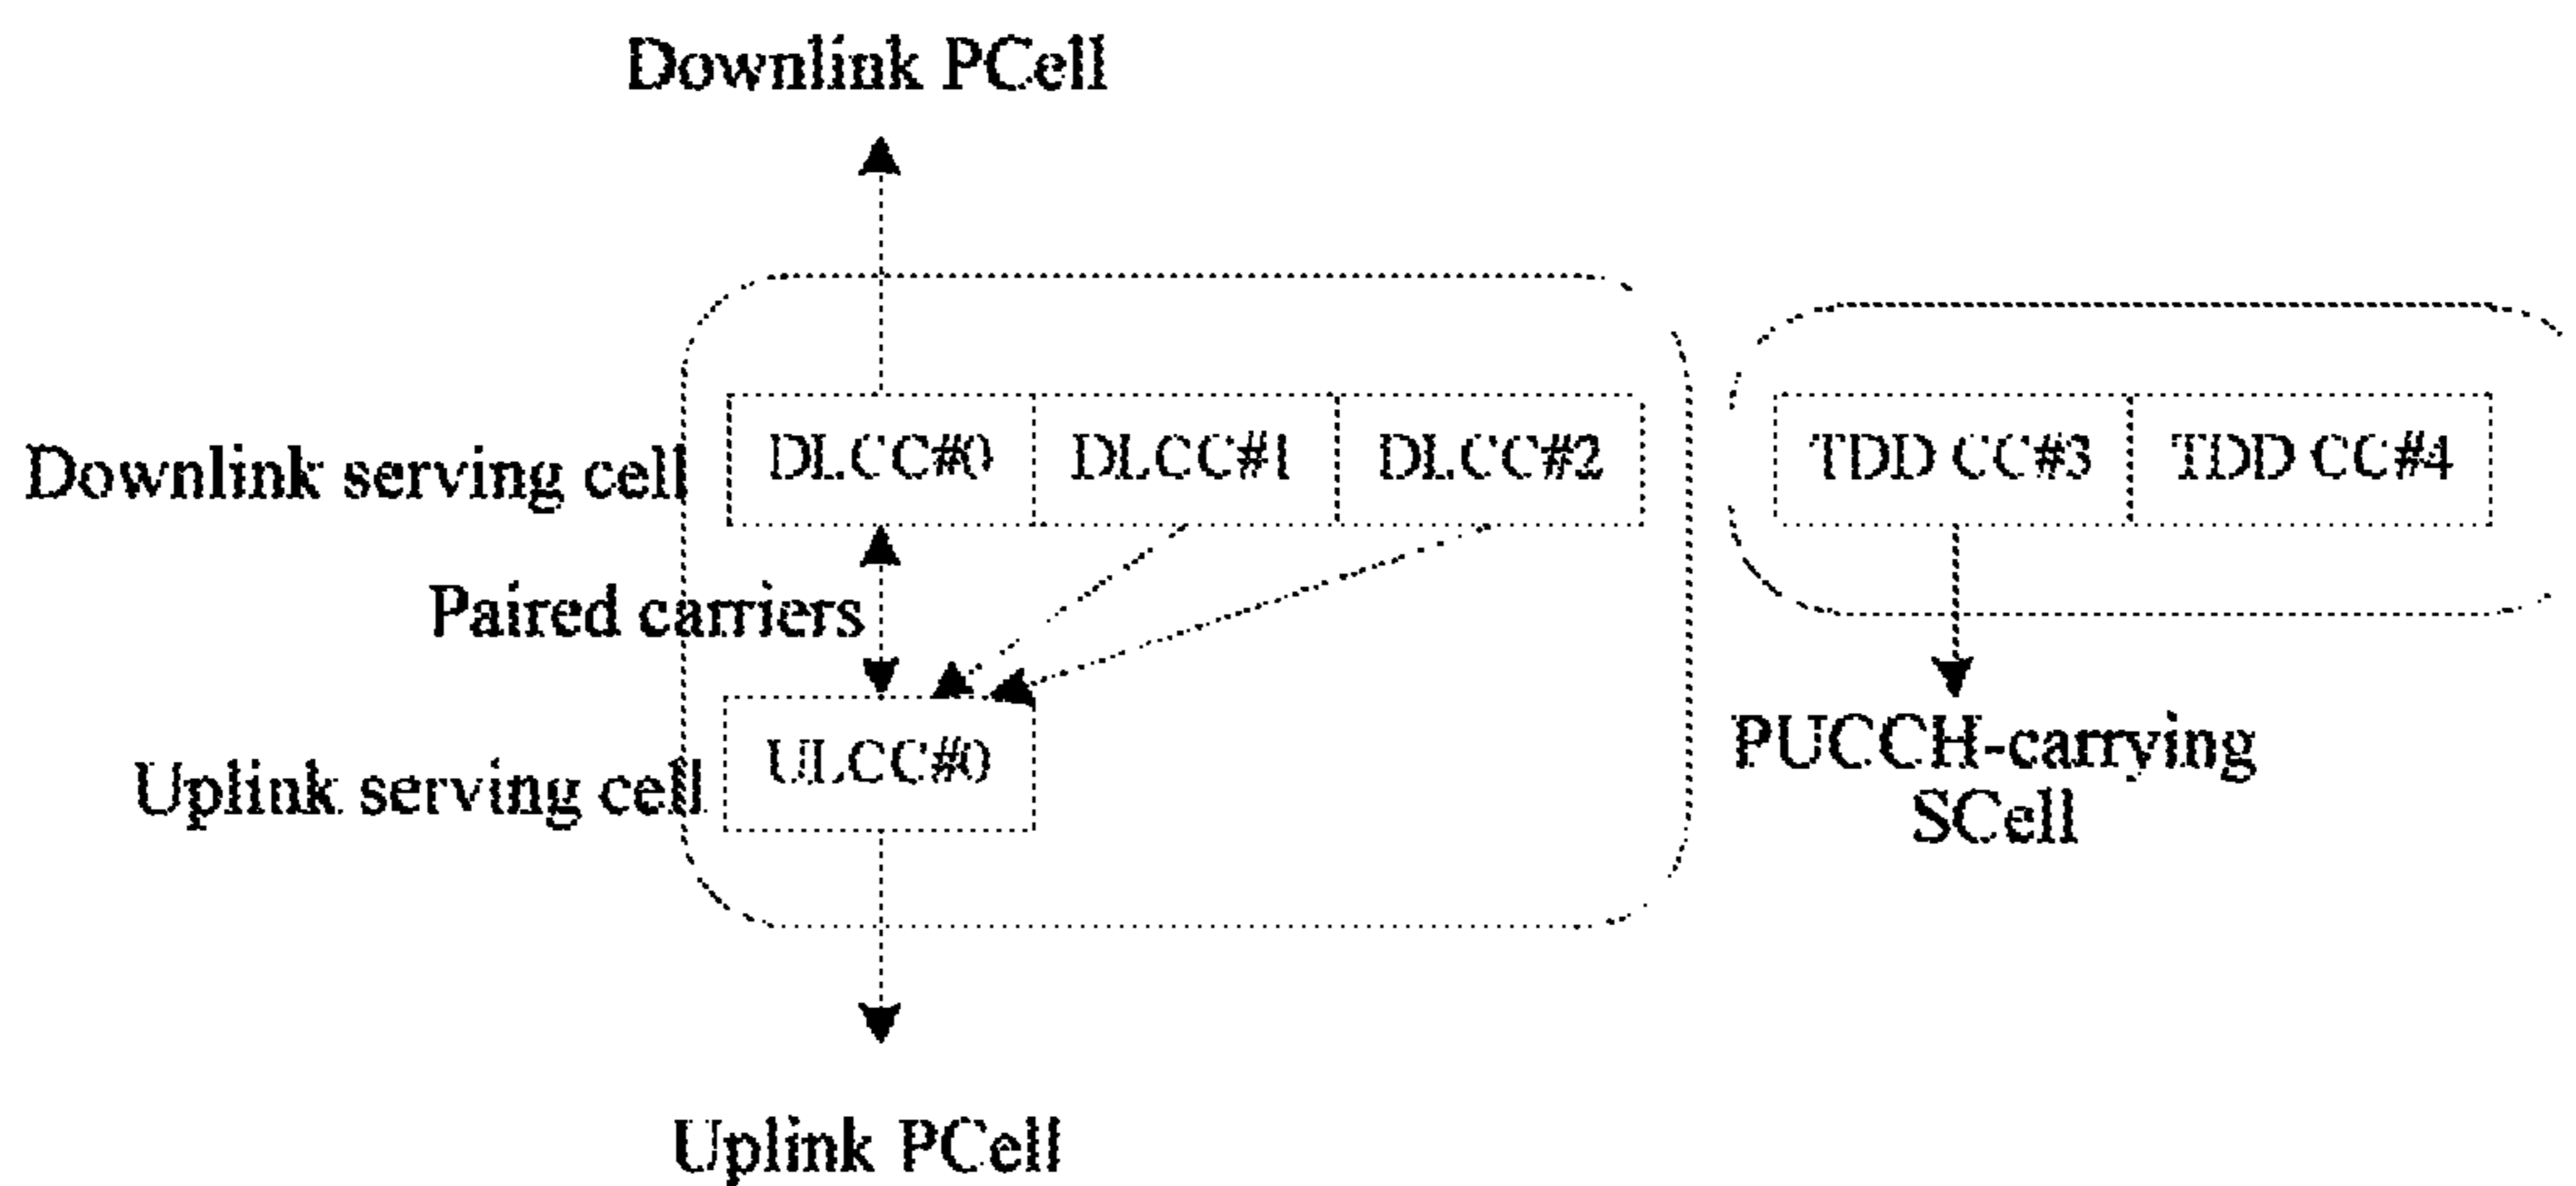 Downlink PCell
Downlink serving cell
DLCC#0 DLCC#1 DLCC#2
TDD CC#3 TDD CC#4
Paired carriers
Uplink serving cell
ULCC#0
PUCCH-carrying
SCell
Uplink PCell